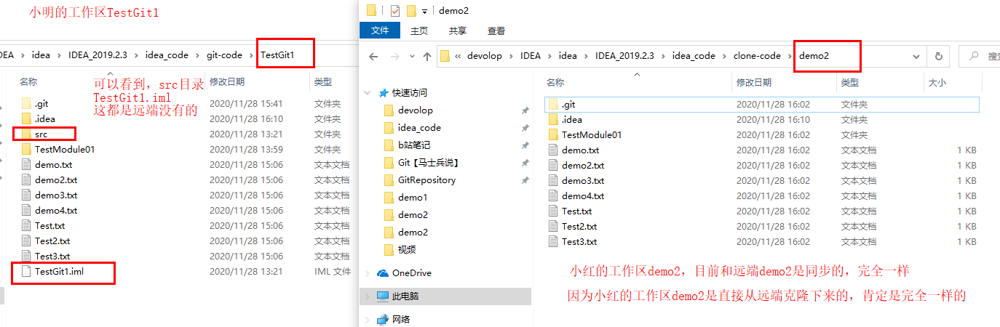 小明的工作区TestGit1
DEA › idea › IDEA_2019.2.3 › idea_code › git-code › TestGit1
名称 修改日期 类型
可以看到，src目录
TestGit1.iml
这都是远端没有的
.git 2020/11/28 15:41 文件夹
.idea 2020/11/28 16:10 文件夹
src 2020/11/28 13:21 文件夹
TestModule01 2020/11/28 13:59 文件夹
demo.txt 2020/11/28 15:06 文本文档
demo2.txt 2020/11/28 15:06 文本文档
demo3.txt 2020/11/28 15:06 文本文档
demo4.txt 2020/11/28 15:06 文本文档
Test.txt 2020/11/28 15:06 文本文档
Test2.txt 2020/11/28 15:06 文本文档
Test3.txt 2020/11/28 15:06 文本文档
TestGit1.iml 2020/11/28 13:21 IML 文件
demo2
文件 主页 共享 查看
« devolop › IDEA › idea › IDEA_2019.2.3 › idea_code › clone-code › demo2
搜索
快速访问
devolop
idea_code
b站笔记
Git【马士兵说】
GitRepository
demo1
demo2
demo2
视频
OneDrive
此电脑
网络
名称 修改日期 类型 大小
.git 2020/11/28 16:02 文件夹
.idea 2020/11/28 16:10 文件夹
TestModule01 2020/11/28 16:02 文件夹
demo.txt 2020/11/28 16:02 文本文档 1 KB
demo2.txt 2020/11/28 16:02 文本文档 1 KB
demo3.txt 2020/11/28 16:02 文本文档 1 KB
demo4.txt 2020/11/28 16:02 文本文档 1 KB
Test.txt 2020/11/28 16:02 文本文档 1 KB
Test2.txt 2020/11/28 16:02 文本文档 1 KB
Test3.txt 2020/11/28 16:02 文本文档 1 KB
小红的工作区demo2，目前和远端demo2是同步的，完全一样
因为小红的工作区demo2是直接从远端克隆下来的，肯定是完全一样的